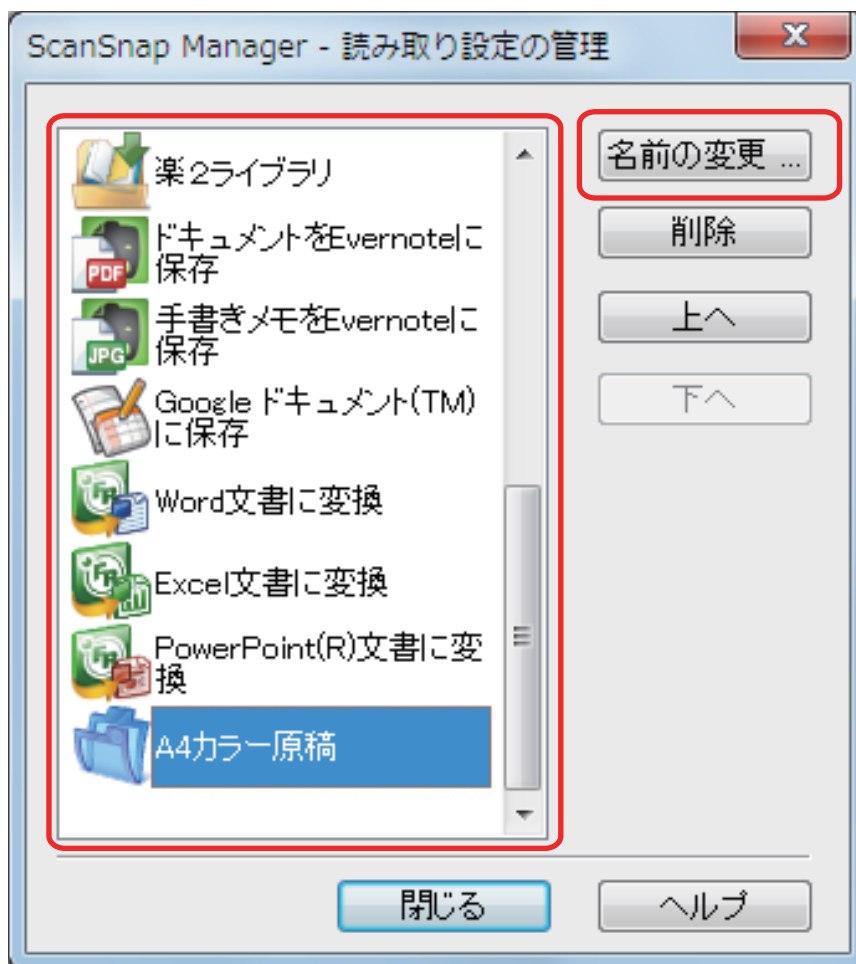 ScanSnap Manager - 読み取り設定の管理
楽2ライブラリ
ドキュメントをEvernoteに
保存
PDF
手書きメモをEvernoteに
保存
JPG
Google ドキュメント(TM)
に保存
Word文書に変換
Excel文書に変換
PowerPoint(R)文書に変
換
A4カラー原稿
名前の変更 ...
削除
上へ
下へ
閉じる
ヘルプ